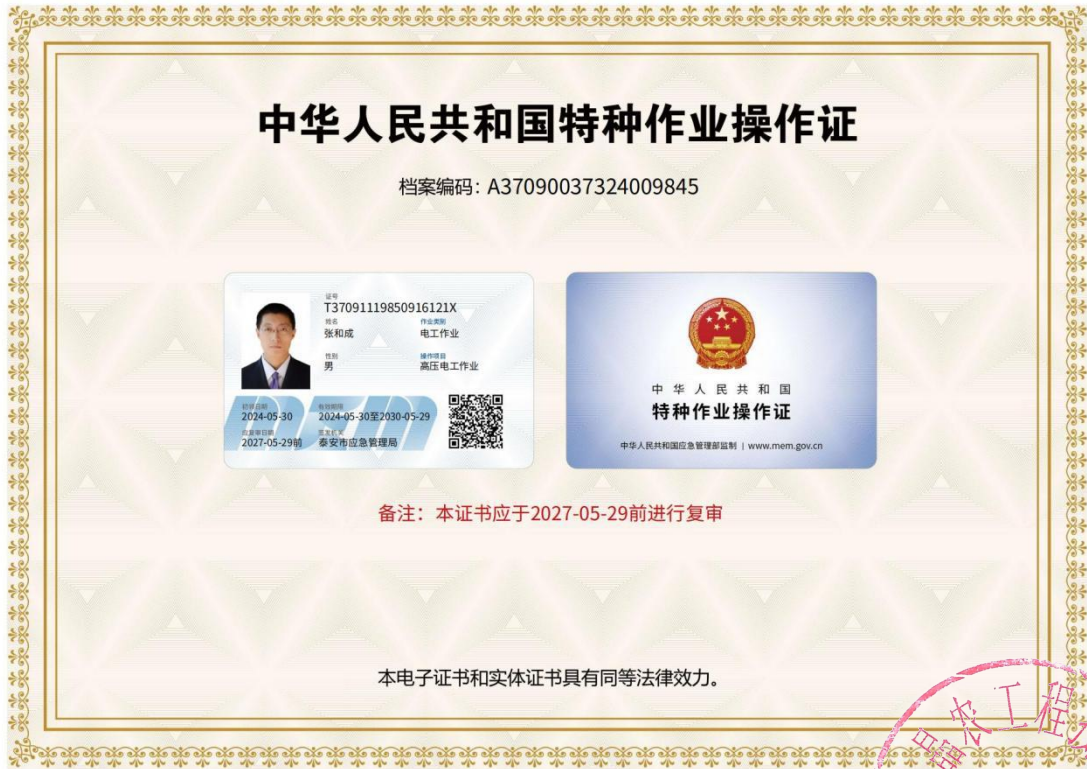 中华人民共和国特种作业操作证
档案编码：A37090037324009845
证号
T37091119850916121X
姓名
作业类别
张和成
电工作业
性别
操作项目
男
高压电工作业
初领日期
有效期限
2024-05-30
2024-05-30至2030-05-29
应复审日期
签发机关
2027-05-29前
泰安市应急管理局
中华人民共和国
特种作业操作证
中华人民共和国应急管理部监制 | www.mem.gov.cn
备注：本证书应于2027-05-29前进行复审
本电子证书和实体证书具有同等法律效力。
农工程